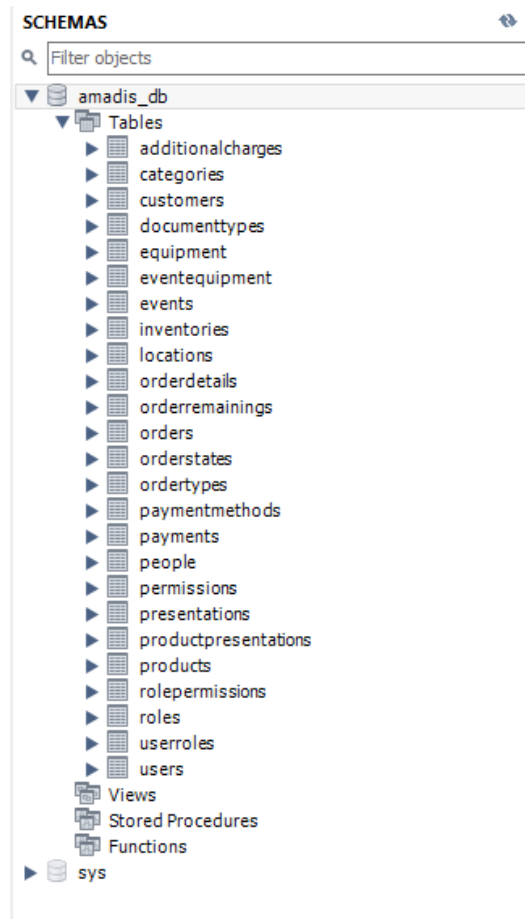 SCHEMAS
Filter objects
amadis_db
Tables
additionalcharges
categories
customers
documenttypes
equipment
eventequipment
events
inventories
locations
orderdetails
orderremainings
orders
orderstates
ordertypes
paymentmethods
payments
people
permissions
presentations
productpresentations
products
rolepermissions
roles
userroles
users
Views
Stored Procedures
Functions
sys